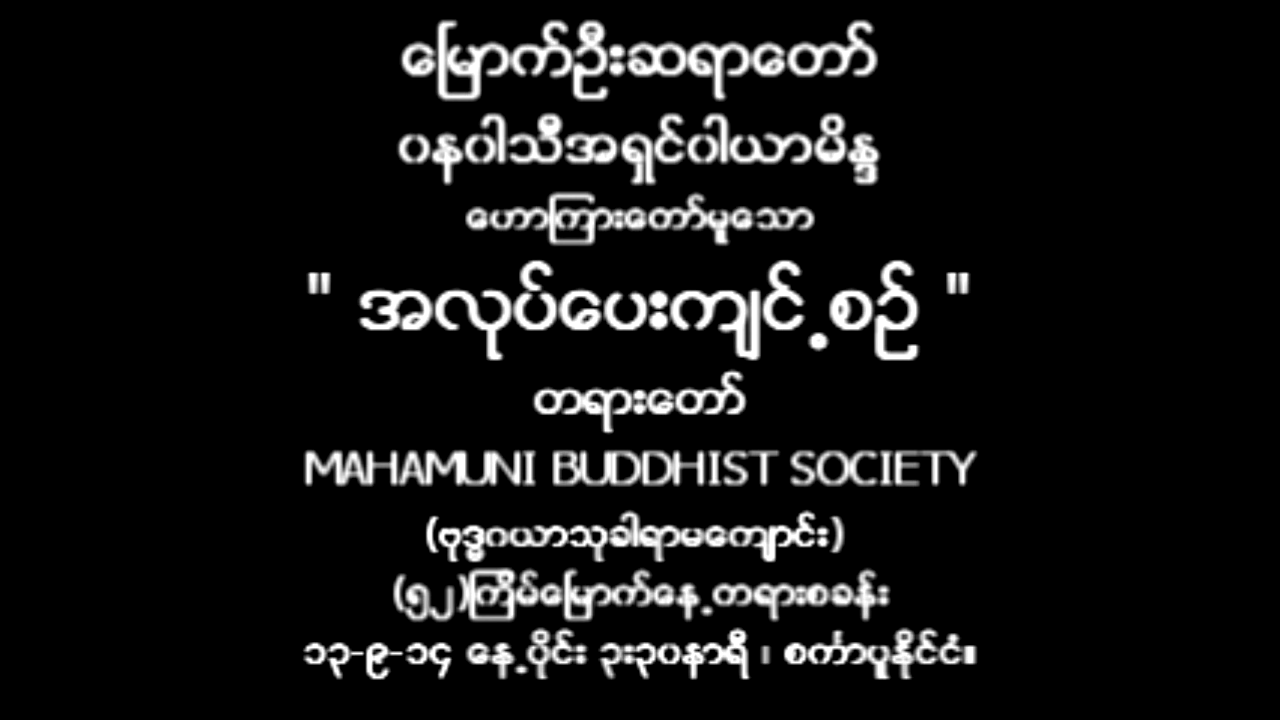 မြောက်ဦးဆရာတော်
ဝနဝါသီအရှင်ဝါယာမိန္ဒ
ဟောကြားတော်မူသော
" အလုပ်ပေးကျင့်စဉ် "
တရားတော်
MAHAMUNI BUDDHIST SOCIETY
(ဗုဒ္ဓဂယာသုခါရာမကျောင်း)
(၅၂)ကြိမ်မြောက်နေ့တရားစခန်း
၁၃-၉-၁၄ နေ့ပိုင်း ၃း၃၀နာရီ ၊ စင်္ကာပူနိုင်ငံ။